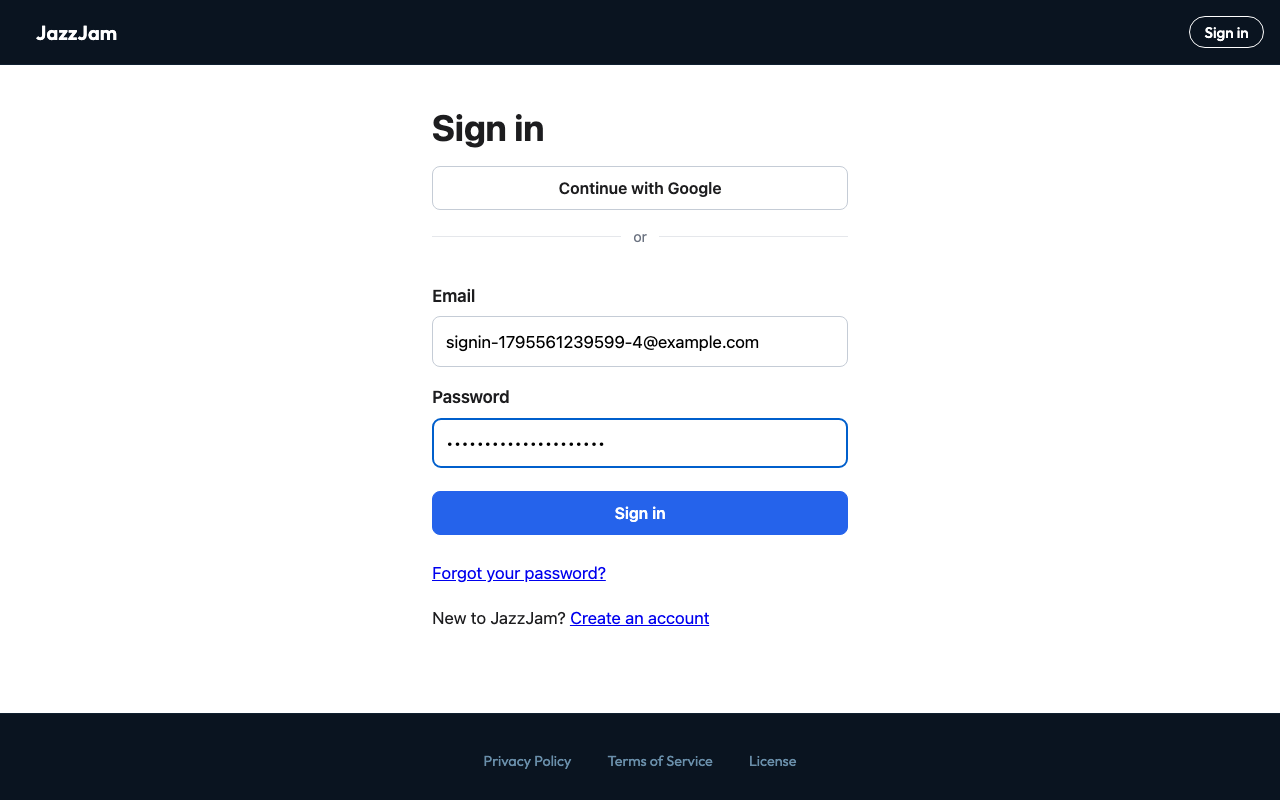 JazzJam
Sign in
Sign in
Continue with Google
or
Email
signin-1795561239599-4@example.com
Password
•••••••••••••••••••••
Sign in
Forgot your password?
New to JazzJam? Create an account
Privacy Policy
Terms of Service
License